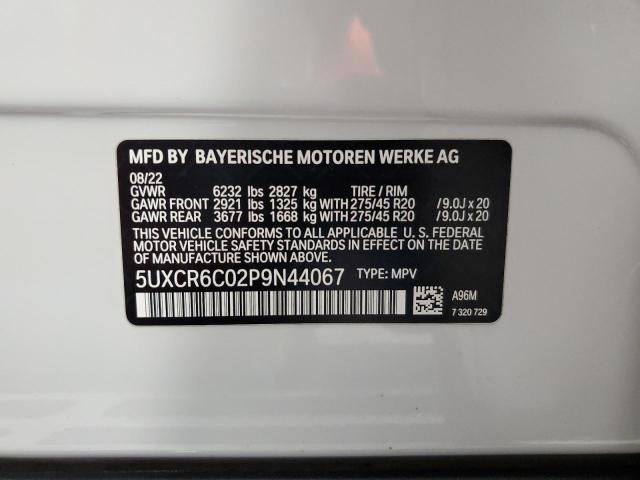 MFD BY BAYERISCHE MOTOREN WERKE AG
08/22
GVWR 6232 lbs 2827 kg TIRE / RIM
GAWR FRONT 2921 lbs 1325 kg WITH 275/45 R20 /9.0J x 20
GAWR REAR 3677 lbs 1668 kg WITH 275/45 R20 /9.0J x 20
THIS VEHICLE CONFORMS TO ALL APPLICABLE U. S. FEDERAL
MOTOR VEHICLE SAFETY STANDARDS IN EFFECT ON THE DATE OF
MANUFACTURE SHOWN ABOVE.
5UXCR6C02P9N44067 TYPE: MPV
A96M
7 320 729